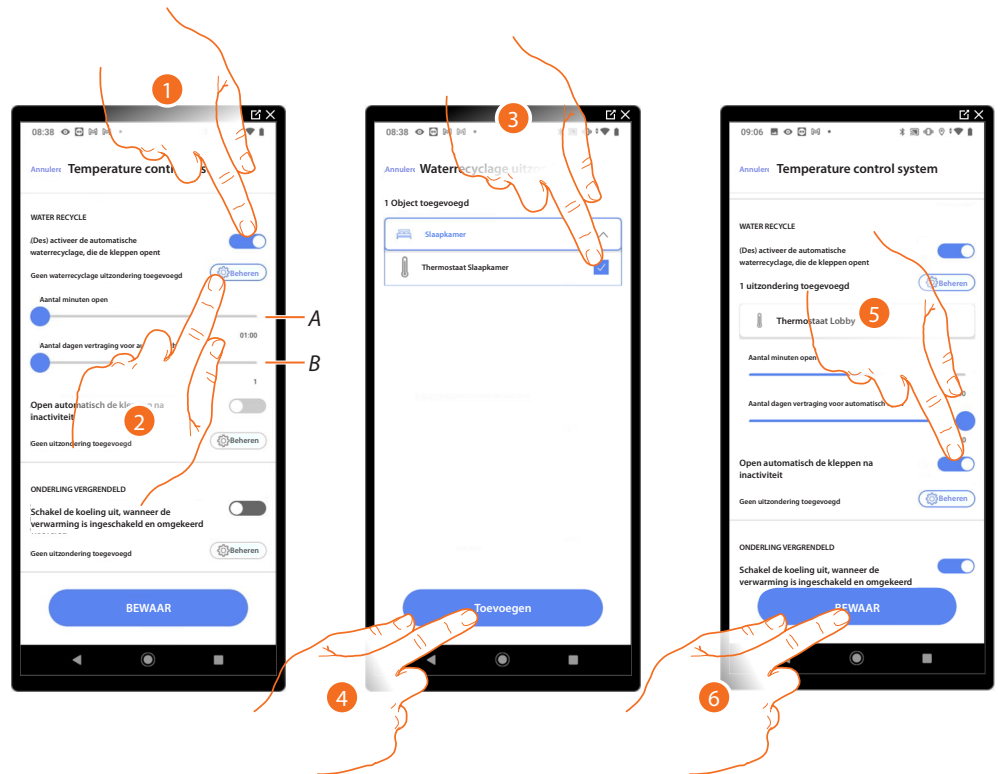 1
08:38
Annuleren Temperature cont s
WATER RECYCLE
(Des) activeer de automatische
waterrecyclage, die de kleppen opent
Geen waterrecyclage uitzondering toegevoegd
Beheren
Aantal minuten open
A
01:00
Aantal dagen vertraging voor
B
1
Open automatisch de kleppen na
inactiviteit
2
Geen uitzondering toegevoegd
Beheren
ONDERLING VERGRENDELD
Schakel de koeling uit, wanneer de
verwarming is ingeschakeld en omgekeerd
Geen uitzondering toegevoegd
Beheren
BEWAAR
3
08:38
Waterrecyclage
1 Object toegevoegd
Slaapkamer
Thermostaat Slaapkamer
Toevoegen
4
09:06
Temperature control system
WATER RECYCLE
(Des) activeer de automatische
waterrecyclage, die de kleppen opent
1 uitzondering toegevoegd
Beheren
Thermostaat Lobby
5
Aantal minuten open
Aantal dagen vertraging voor automatisch
Open automatisch de kleppen na
inactiviteit
Geen uitzondering toegevoegd
Beheren
ONDERLING VERGRENDELD
Schakel de koeling uit, wanneer de
verwarming is ingeschakeld en omgekeerd
BEWAAR
6